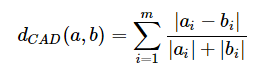 d_{CAD}(a, b) = \sum_{i=1}^{m} \frac{|a_i - b_i|}{|a_i| + |b_i|}